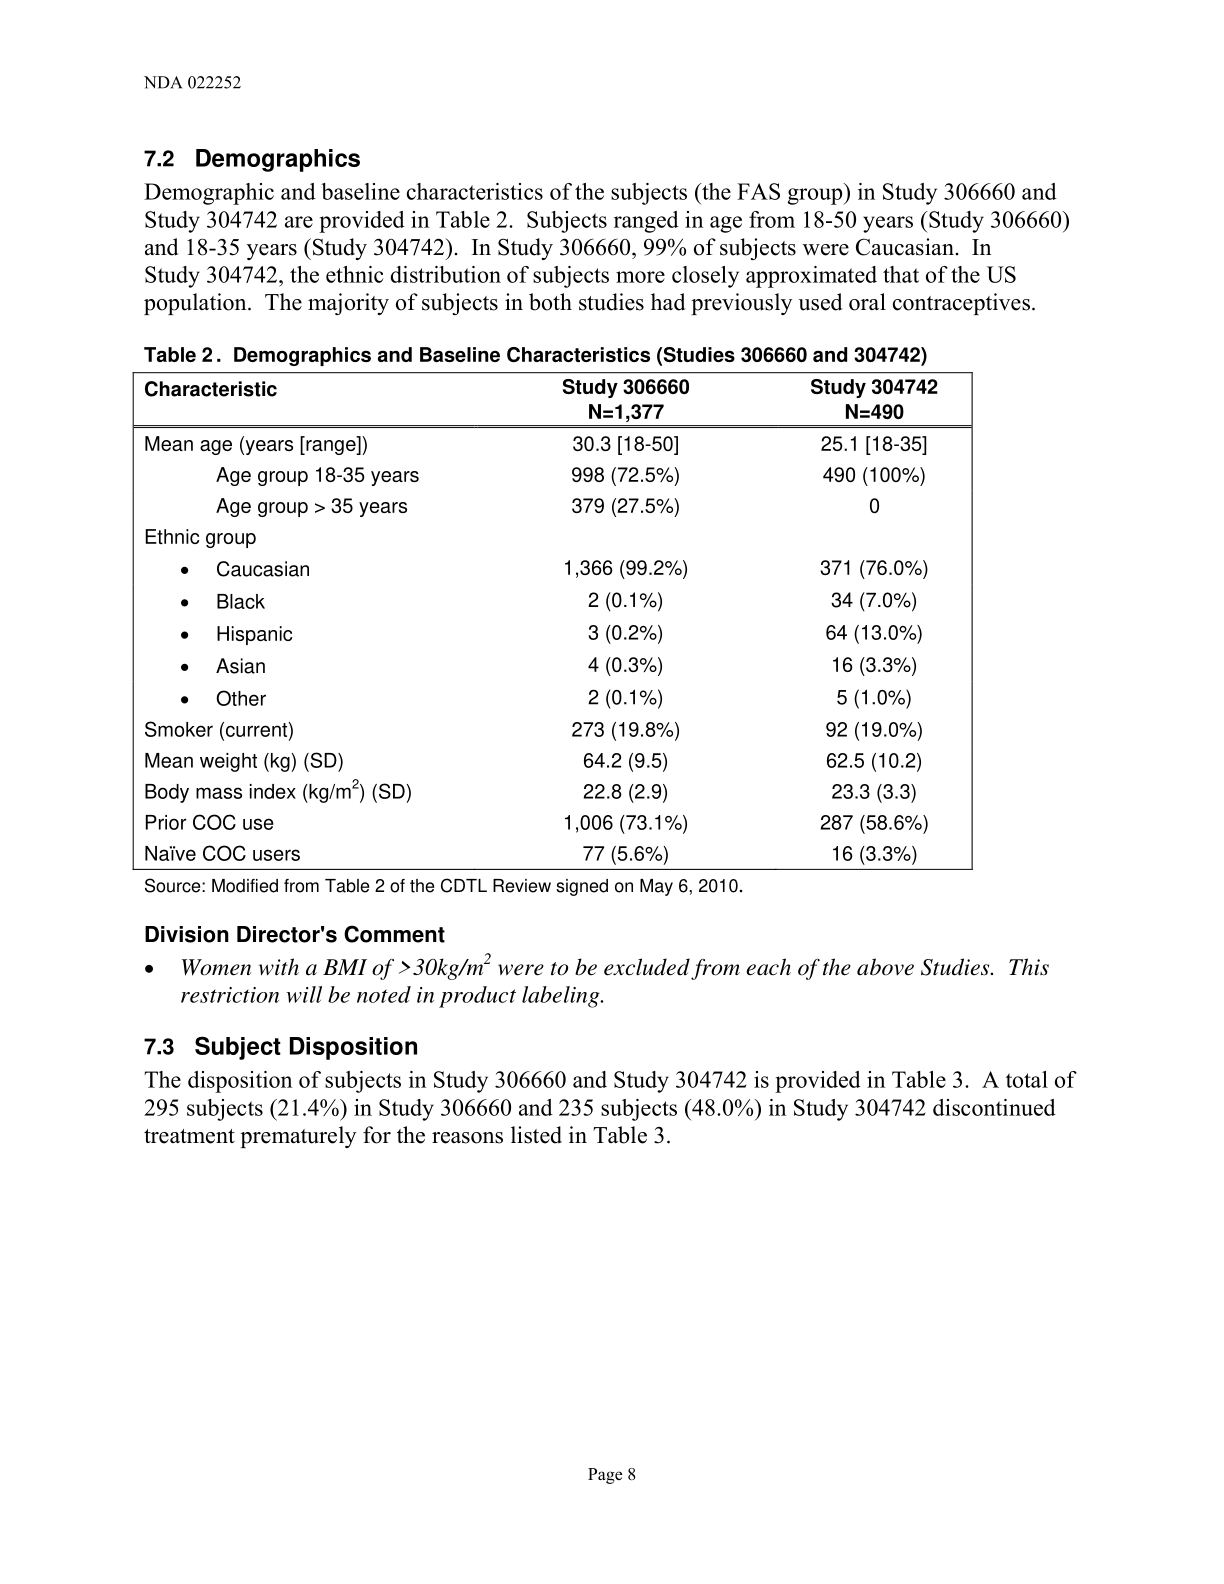 NDA 022252
7.2 Demographics
Demographic and baseline characteristics of the subjects (the FAS group) in Study 306660 and
Study 304742 are provided in Table 2. Subjects ranged in age from 18-50 years (Study 306660)
and 18-35 years (Study 304742). In Study 306660, 99% of subjects were Caucasian. In
Study 304742, the ethnic distribution of subjects more closely approximated that of the US
population. The majority of subjects in both studies had previously used oral contraceptives.
Table 2. Demographics and Baseline Characteristics (Studies 306660 and 304742)
Characteristic Study 306660 Study 304742
N=1,377 N=490
Mean age (years [range]) 30.3 [18-50] 25.1 [18-35]
Age group 18-35 years 998 (72.5%) 490 (100%)
Age group > 35 years 379 (27.5%) 0
Ethnic group
• Caucasian 1,366 (99.2%) 371 (76.0%)
• Black 2 (0.1%) 34 (7.0%)
• Hispanic 3 (0.2%) 64 (13.0%)
• Asian 4 (0.3%) 16 (3.3%)
• Other 2 (0.1%) 5 (1.0%)
Smoker (current) 273 (19.8%) 92 (19.0%)
Mean weight (kg) (SD) 64.2 (9.5) 62.5 (10.2)
Body mass index (kg/m²) (SD) 22.8 (2.9) 23.3 (3.3)
Prior COC use 1,006 (73.1%) 287 (58.6%)
Naïve COC users 77 (5.6%) 16 (3.3%)
Source: Modified from Table 2 of the CDTL Review signed on May 6, 2010.
Division Director's Comment
• Women with a BMI of >30kg/m² were to be excluded from each of the above Studies. This
restriction will be noted in product labeling.
7.3 Subject Disposition
The disposition of subjects in Study 306660 and Study 304742 is provided in Table 3. A total of
295 subjects (21.4%) in Study 306660 and 235 subjects (48.0%) in Study 304742 discontinued
treatment prematurely for the reasons listed in Table 3.
Page 8